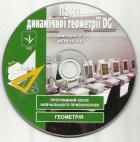 Пакет
динамічної геометрії DG
ПРОГРАМНИЙ ЗАСІБ
НАВЧАЛЬНОГО ПРИЗНАЧЕННЯ
ГЕОМЕТРІЯ